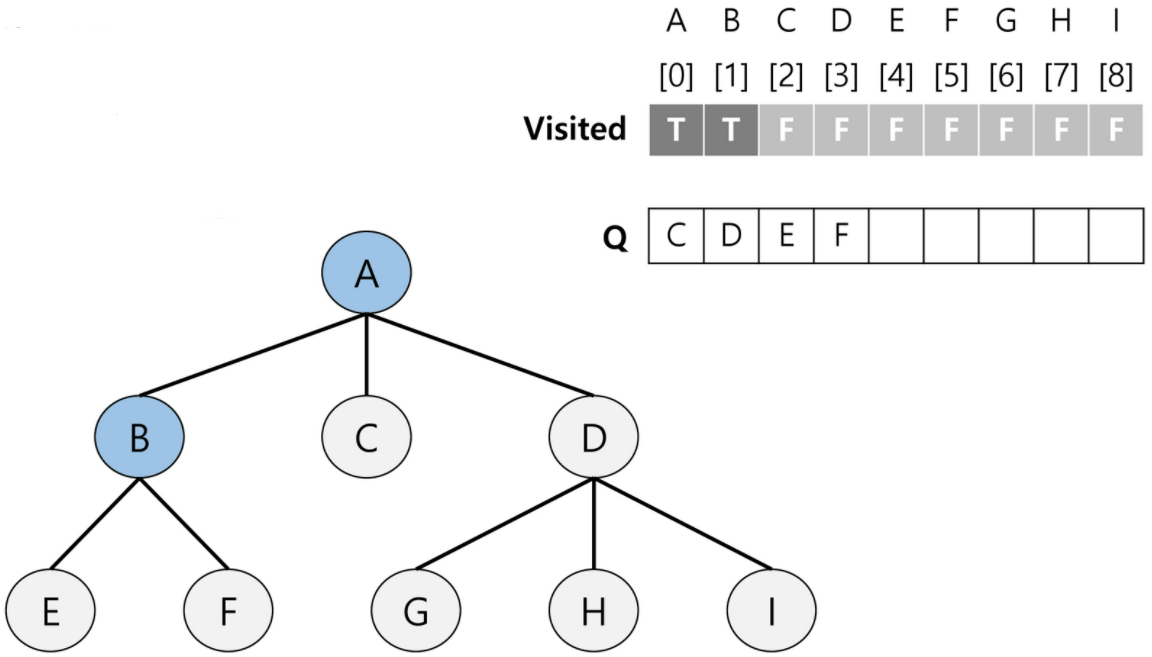 A B C D E F G H I
[0] [1] [2] [3] [4] [5] [6] [7] [8]
Visited T T F F F F F F F
Q C D E F
A
B C D
E F G H I